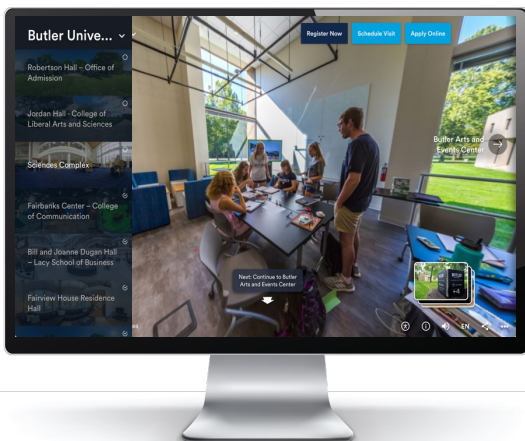 Butler Unive...
Register Now
Schedule Visit
Apply Online
Robertson Hall – Office of
Admission
Jordan Hall - College of
Liberal Arts and Sciences
Sciences Complex
Fairbanks Center – College
of Communication
Bill and Joanne Dugan Hall
– Lacy School of Business
Fairview House Residence
Hall
Butler Arts and
Events Center
Next: Continue to Butler
Arts and Events Center
+4
EN